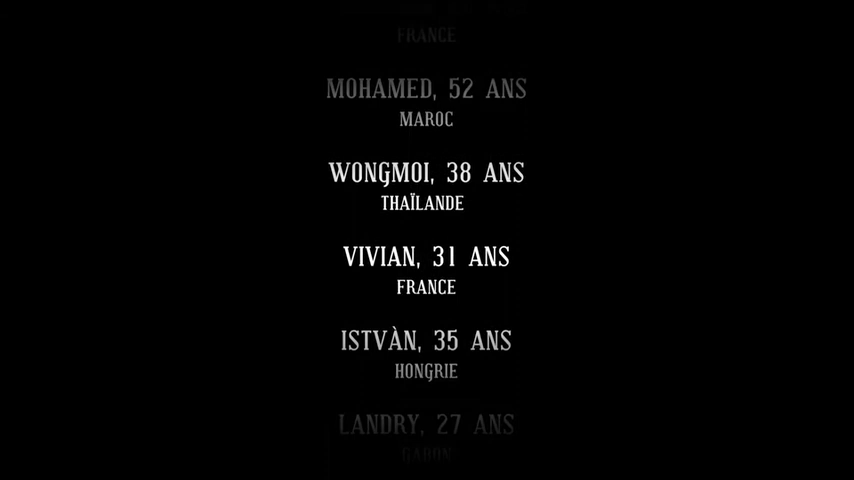 FRANCE
MOHAMED, 52 ANS
MAROC
WONGMOI, 38 ANS
THAÏLANDE
VIVIAN, 31 ANS
FRANCE
ISTVÀN, 35 ANS
HONGRIE
LANDRY, 27 ANS
GABON